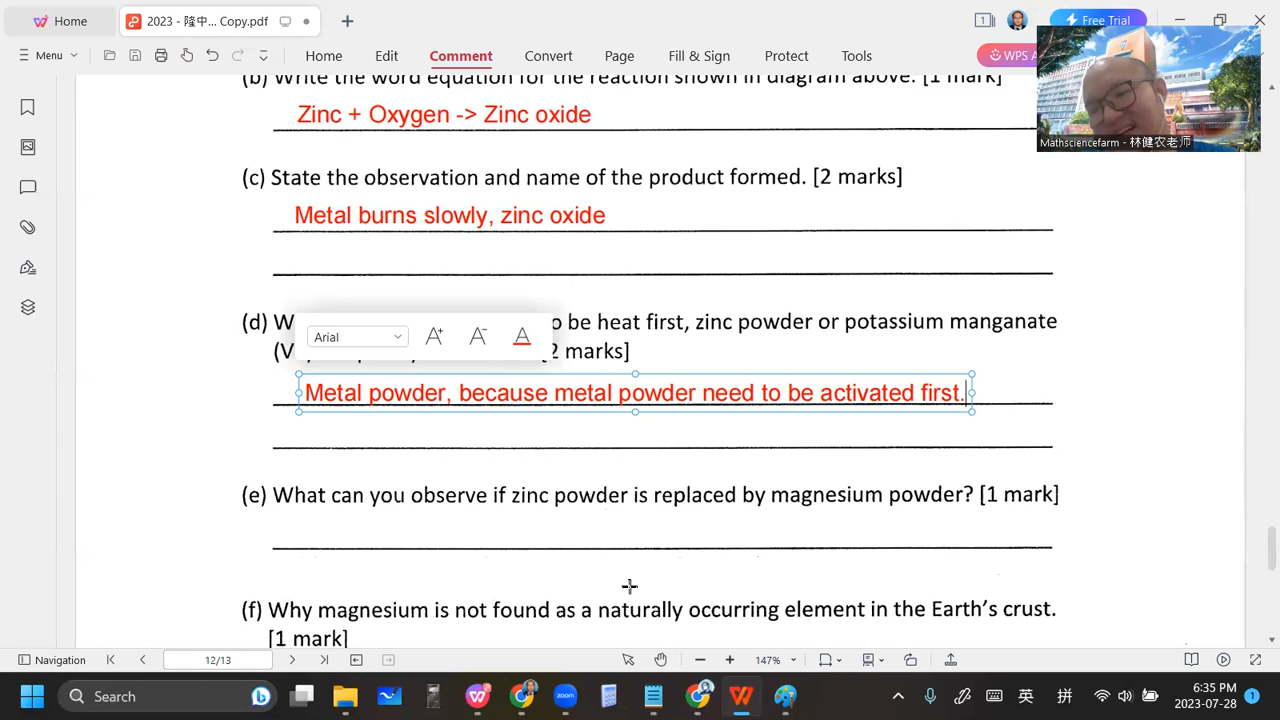 Home
2023 - 隆中... Copy.pdf
1
Free Trial
Menu
Home
Edit
Comment
Convert
Page
Fill & Sign
Protect
Tools
WPS A
(b) Write the word equation for the reaction shown in diagram above. [1 mark]
Zinc + Oxygen -> Zinc oxide
Mathsciencefarm - 林健农老师
(c) State the observation and name of the product formed. [2 marks]
Metal burns slowly, zinc oxide
(d) W
o be heat first, zinc powder or potassium manganate
Arial
A+
A-
A
(V
2 marks]
Metal powder, because metal powder need to be activated first.
(e) What can you observe if zinc powder is replaced by magnesium powder? [1 mark]
(f) Why magnesium is not found as a naturally occurring element in the Earth's crust.
[1 mark]
Navigation
12/13
147%
Search
英
拼
6:35 PM
2023-07-28
1